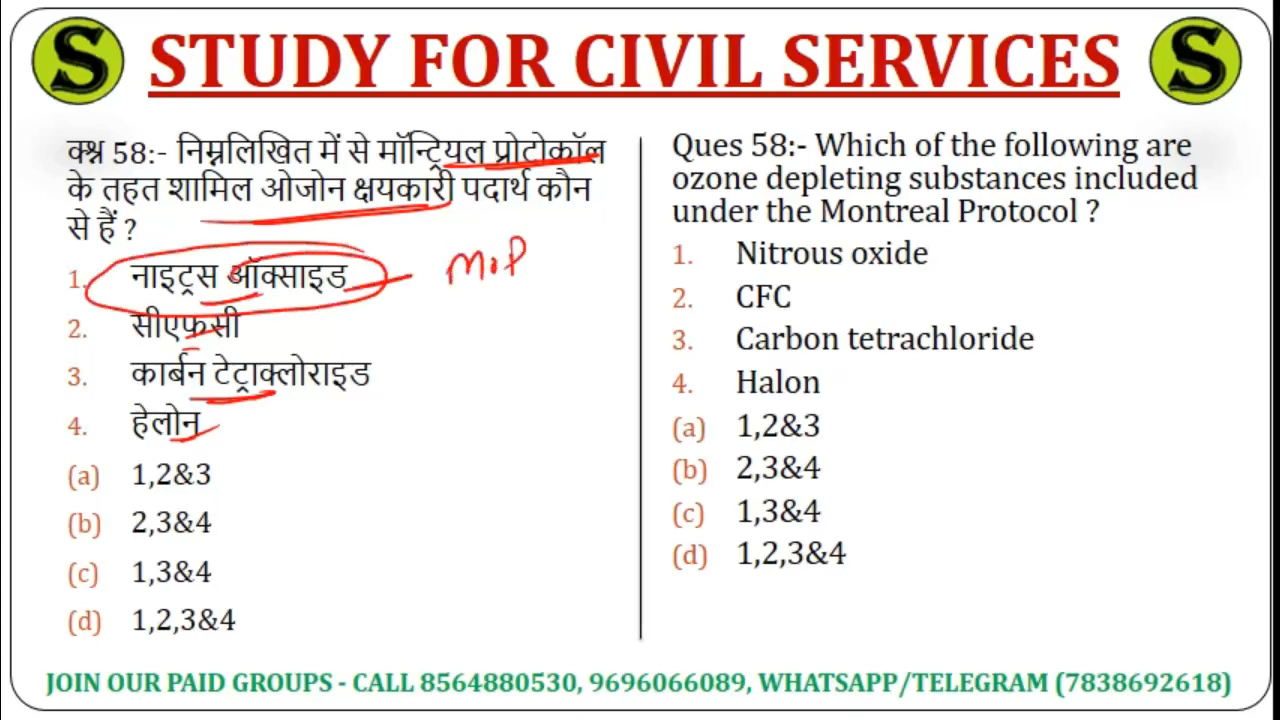 S STUDY FOR CIVIL SERVICES S
क्श्न 58:- निम्नलिखित में से मॉन्ट्रियल प्रोटोकॉल
के तहत शामिल ओजोन क्षयकारी पदार्थ कौन
से हैं ?
1. नाइट्रस ऑक्साइड
2. सीएफसी
3. कार्बन टेट्राक्लोराइड
4. हेलोन
(a) 1,2&3
(b) 2,3&4
(c) 1,3&4
(d) 1,2,3&4
Ques 58:- Which of the following are
ozone depleting substances included
under the Montreal Protocol ?
1. Nitrous oxide
2. CFC
3. Carbon tetrachloride
4. Halon
(a) 1,2&3
(b) 2,3&4
(c) 1,3&4
(d) 1,2,3&4
JOIN OUR PAID GROUPS - CALL 8564880530, 9696066089, WHATSAPP/TELEGRAM (7838692618)